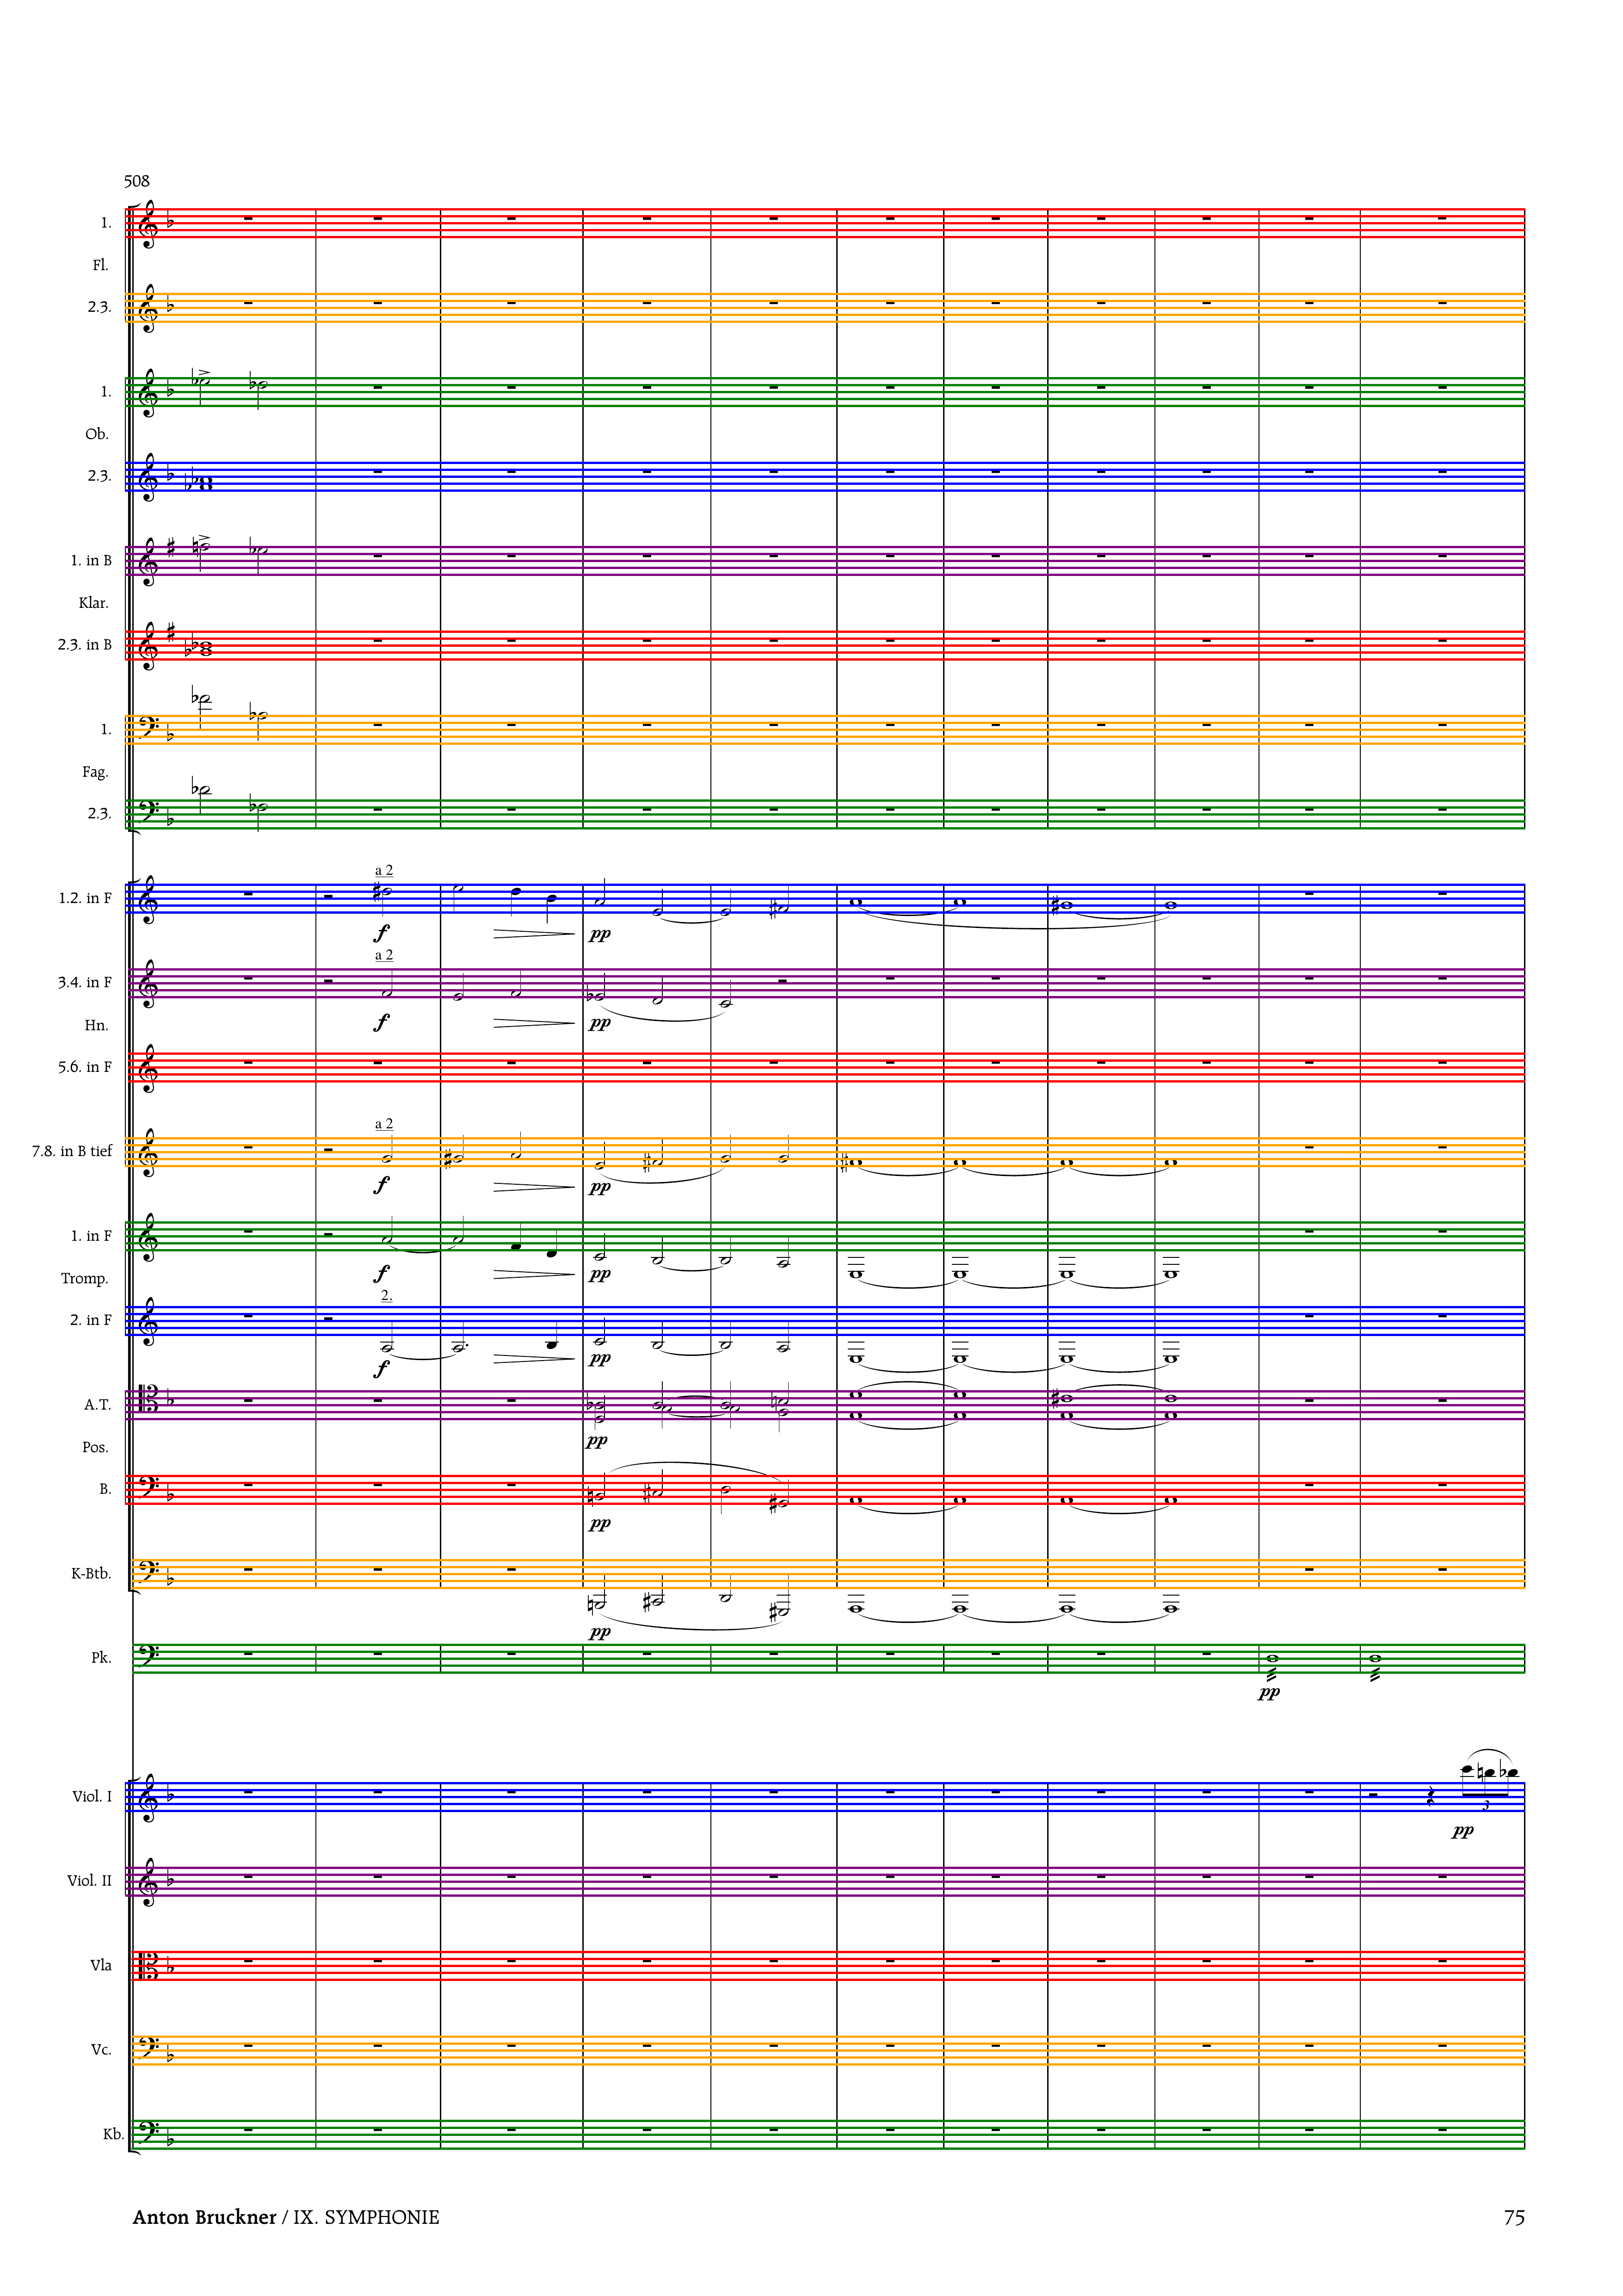 508
1.
Fl.
2.3.
1.
Ob.
2.3.
1. in B
Klar.
2.3. in B
1.
Fag.
2.3.
a 2
1.2. in F
f pp
a 2
3.4. in F
f pp
Hn.
5.6. in F
a 2
7.8. in B tief
f pp
1. in F
f pp
Tromp.
2.
2. in F
f pp
A.T.
pp
Pos.
B.
pp
K-Btb.
pp
Pk.
pp
Viol. I
3
pp
Viol. II
Vla
Vc.
Kb.
Anton Bruckner / IX. SYMPHONIE 75